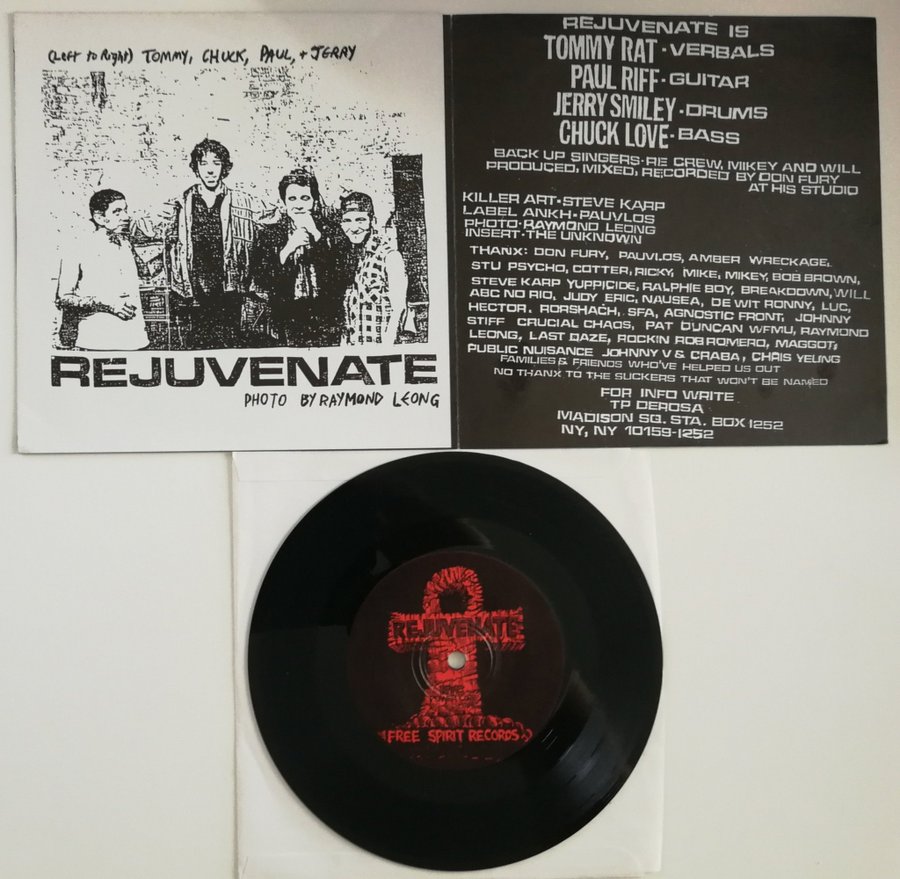 (Left to Right) TOMMY, CHUCK, PAUL, + JERRY
REJUVENATE
PHOTO BY RAYMOND LEONG
REJUVENATE IS
TOMMY RAT - VERBALS
PAUL RIFF - GUITAR
JERRY SMILEY - DRUMS
CHUCK LOVE - BASS
BACK UP SINGERS - RE CREW, MIKEY AND WILL
PRODUCED, MIXED, RECORDED BY DON FURY
AT HIS STUDIO
KILLER ART - STEVE KARP
LABEL ANKH - PAUVLOS
PHOTO - RAYMOND LEONG
INSERT - THE UNKNOWN
THANX: DON FURY, PAUVLOS, AMBER WRECKAGE,
STU PSYCHO, COTTER, RICKY, MIKE, MIKEY, BOB BROWN,
STEVE KARP YUPPICIDE, RALPHIE BOY, BREAKDOWN, WILL
ABC NO RIO, JUDY ERIC, NAUSEA, DE WIT RONNY, LUC,
HECTOR, RORSHACH, SFA, AGNOSTIC FRONT, JOHNNY
STIFF CRUCIAL CHAOS, PAT DUNCAN WFMU, RAYMOND
LEONG, LAST DAZE, ROCKIN ROB ROMERO, MAGGOT,
PUBLIC NUISANCE JOHNNY V & CRABA, CHRIS YEUNG
FAMILIES & FRIENDS WHO'VE HELPED US OUT
NO THANX TO THE SUCKERS THAT WON'T BE NAMED
FOR INFO WRITE
TP DEROSA
MADISON SQ. STA. BOX 1252
NY, NY 10159-1252
REJUVENATE
FREE SPIRIT RECORDS